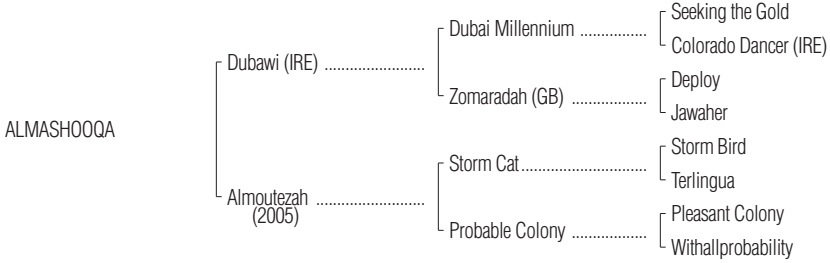 Seeking the Gold
Dubai Millennium ................
Colorado Dancer (IRE)
Dubawi (IRE) ........................
Deploy
Zomaradah (GB) ..................
Jawaher
ALMASHOOQA
Storm Bird
Storm Cat..............................
Terlingua
Almoutezah ..........................
(2005)
Pleasant Colony
Probable Colony ..................
Withallprobability